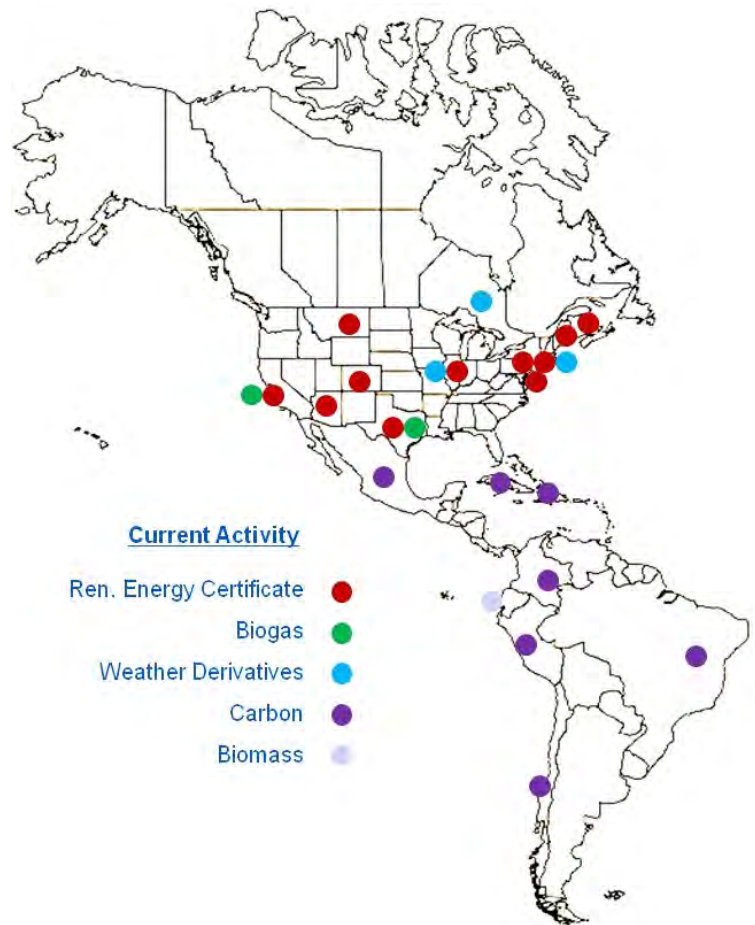 Current Activity
Ren. Energy Certificate
Biogas
Weather Derivatives
Carbon
Biomass